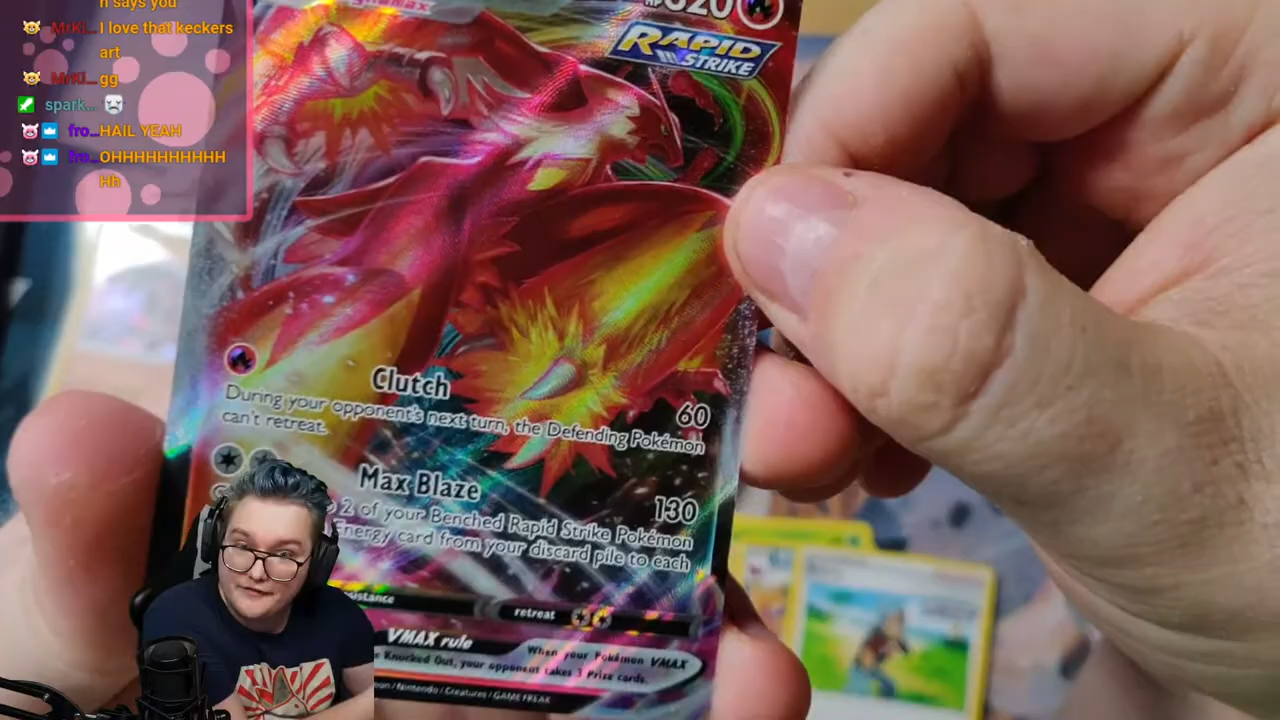 n says you
MrKi... I love that keckers
art
MrKi... gg
spark...
fro... HAIL YEAH
fro... OHHHHHHHHHH
Hh
320
RAPID
STRIKE
Clutch
60
During your opponent's next turn, the Defending Pokémon
can't retreat.
Max Blaze
130
2 of your Benched Rapid Strike Pokémon
Energy card from your discard pile to each
retreat
VMAX rule
When your Pokémon VMAX
Knocked Out, your opponent takes 3 Prize cards.
/ Nintendo / Creatures / GAME FREAK